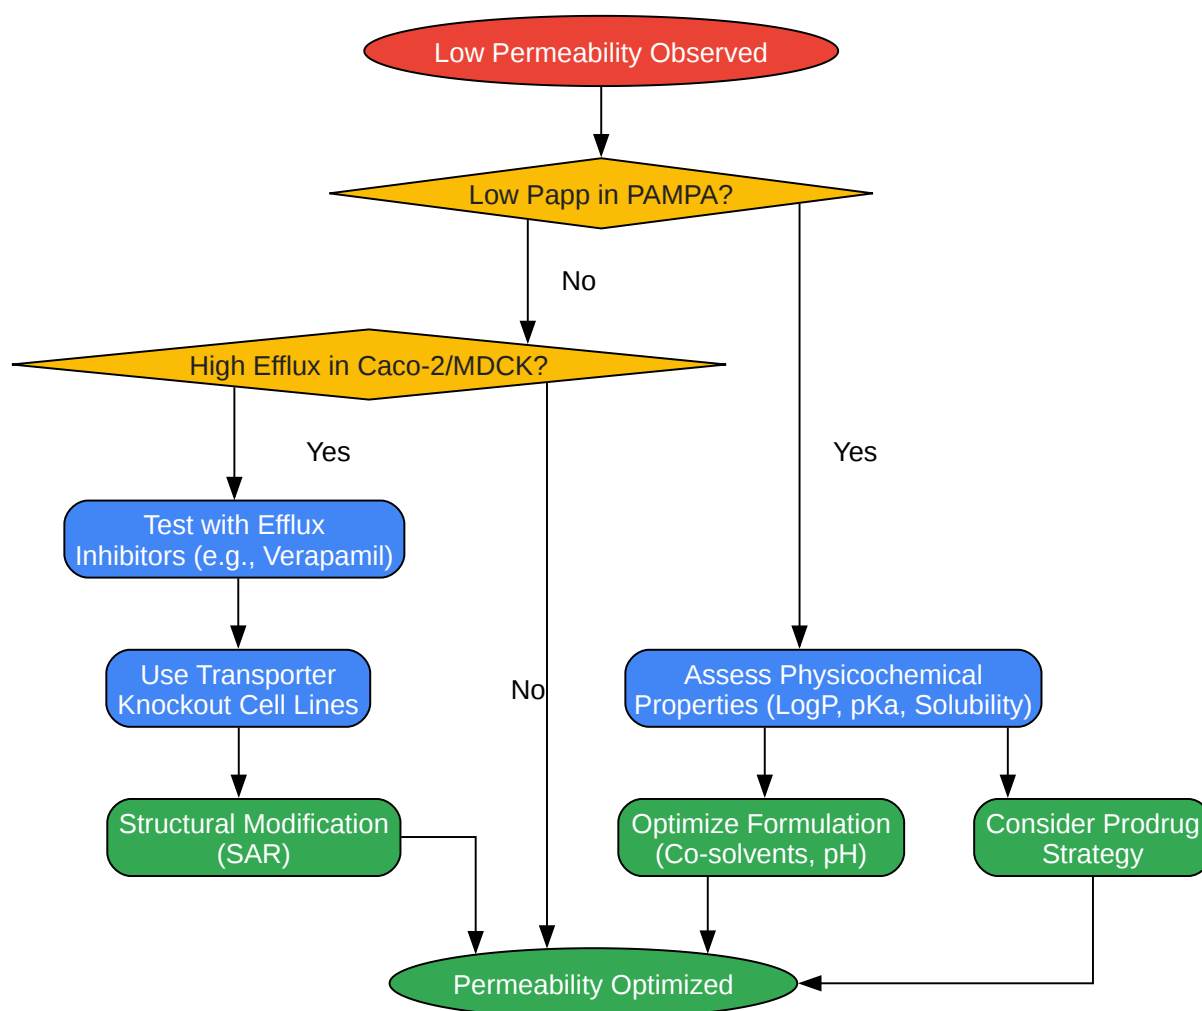 Low Permeability Observed
Low Papp in PAMPA?
No
High Efflux in Caco-2/MDCK?
Yes
Yes
Test with Efflux
Inhibitors (e.g., Verapamil)
Use Transporter
Knockout Cell Lines
No
Assess Physicochemical
Properties (LogP, pKa, Solubility)
Structural Modification
(SAR)
Optimize Formulation
(Co-solvents, pH)
Consider Prodrug
Strategy
Permeability Optimized